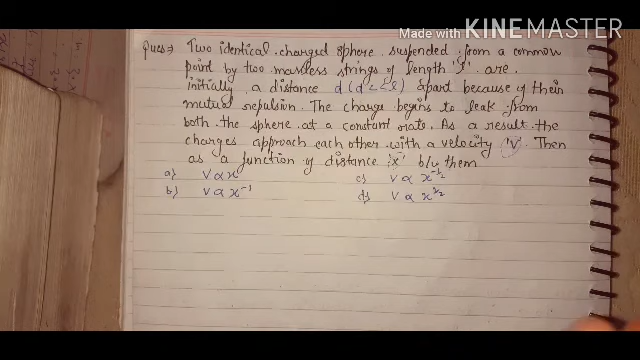 Made with KINEMASTER
Ques → Two identical charged sphere suspended from a common
point by two massless strings of length 'l' are
initially a distance d (d << l) apart because of their
mutual repulsion. The charge begins to leak from
both the sphere at a constant rate. As a result the
charges approach each other with a velocity 'v'. Then
as a function of distance 'x' b/w them
a) v ∝ x c) v ∝ x^-1/2
b) v ∝ x^-1 d) v ∝ x^1/2